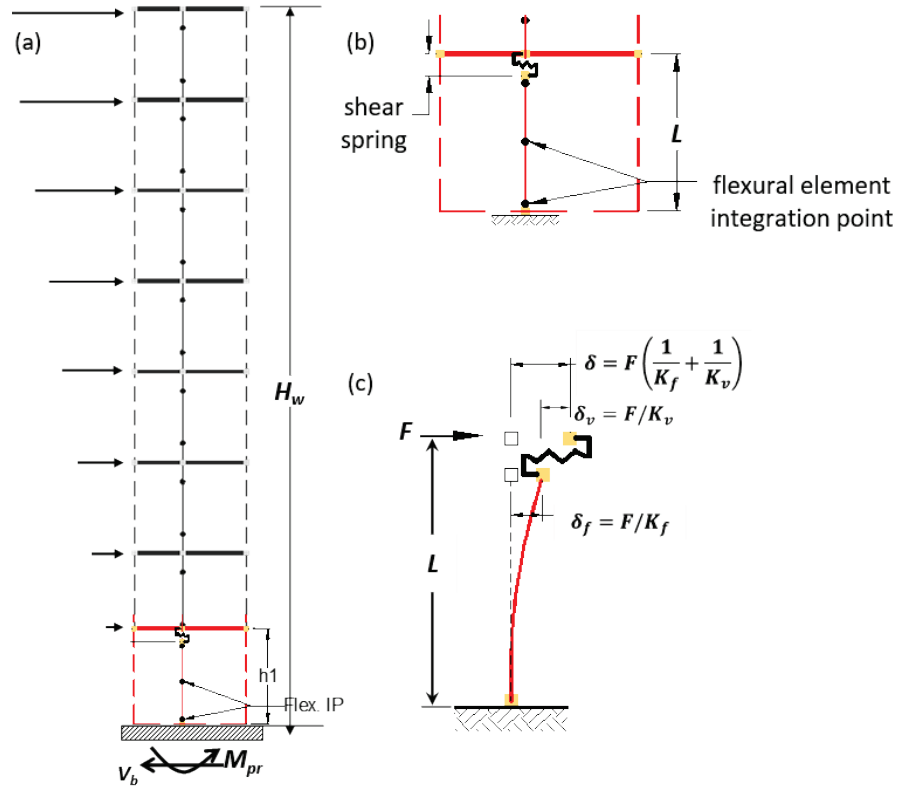 (a)
H_w
h1
Flex. IP
V_b
M_pr
(b)
shear
spring
L
flexural element
integration point
(c)
δ = F(1/K_f + 1/K_v)
δ_v = F/K_v
F
δ_f = F/K_f
L